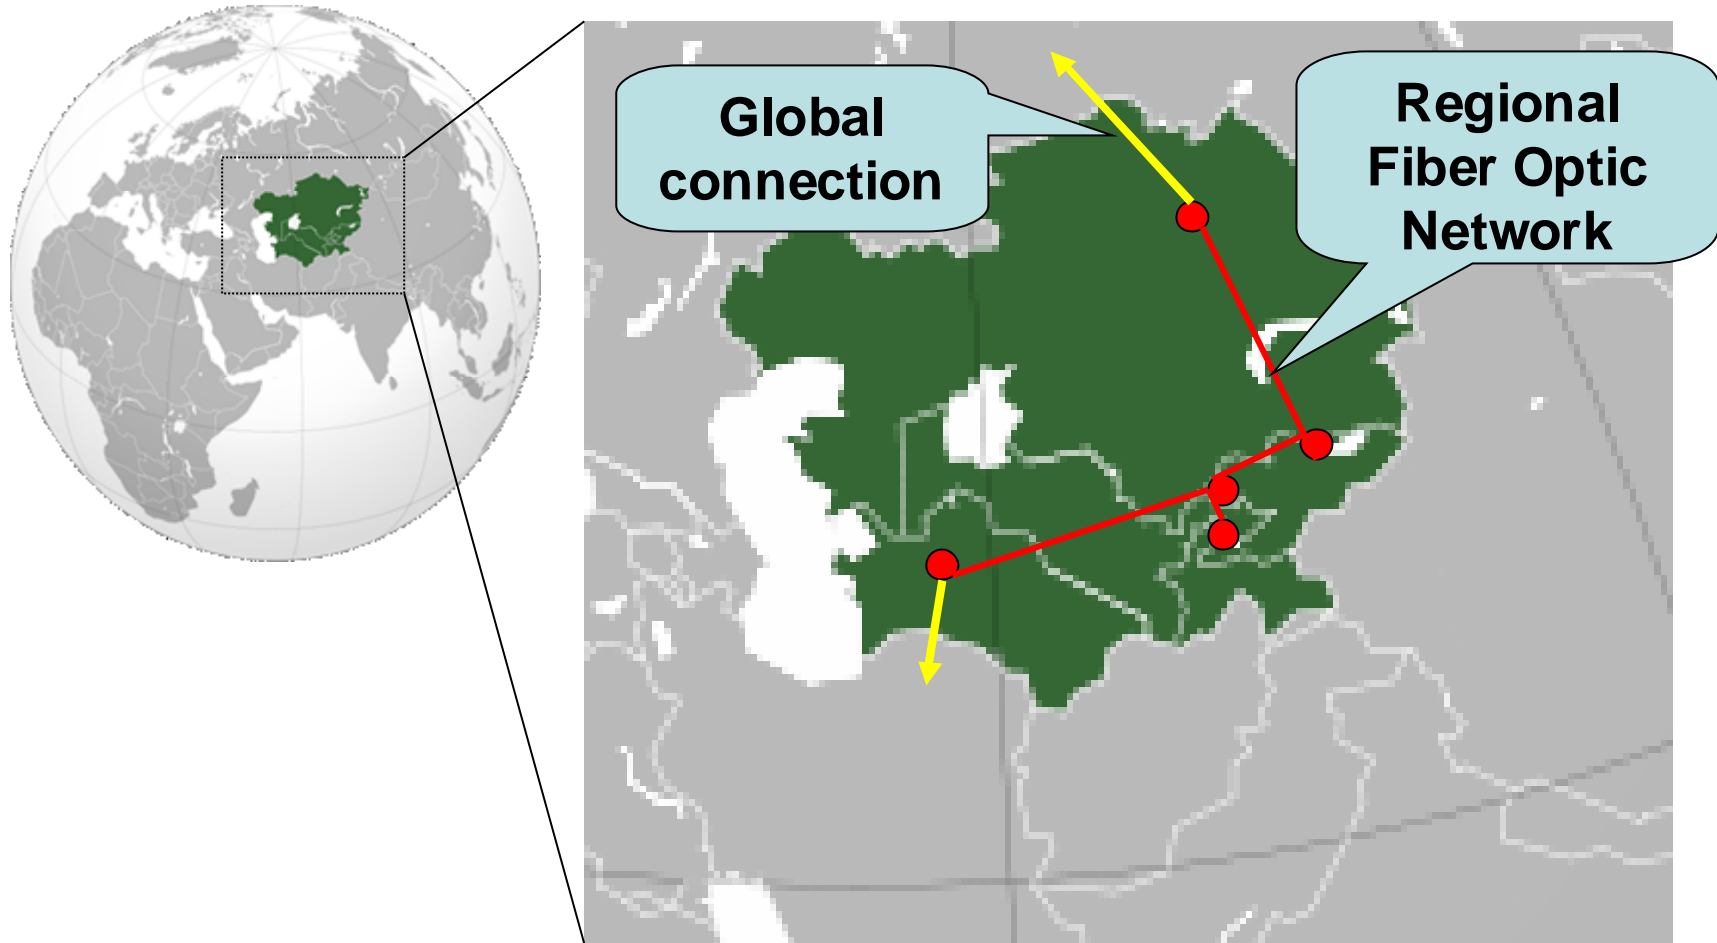 Global
connection
Regional
Fiber Optic
Network